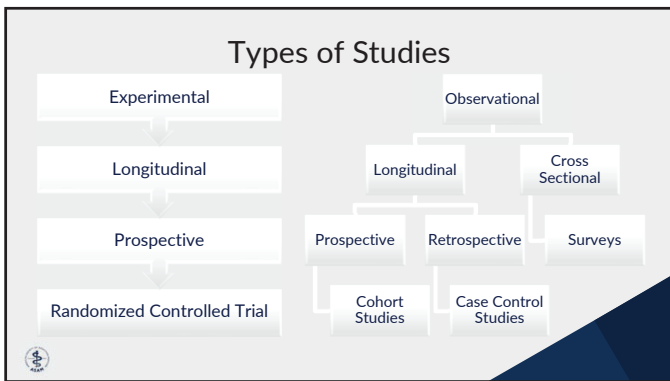 Types of Studies
Experimental
Longitudinal
Prospective
Randomized Controlled Trial
Observational
Longitudinal
Cross
Sectional
Prospective
Retrospective
Surveys
Cohort
Studies
Case Control
Studies
ASAM